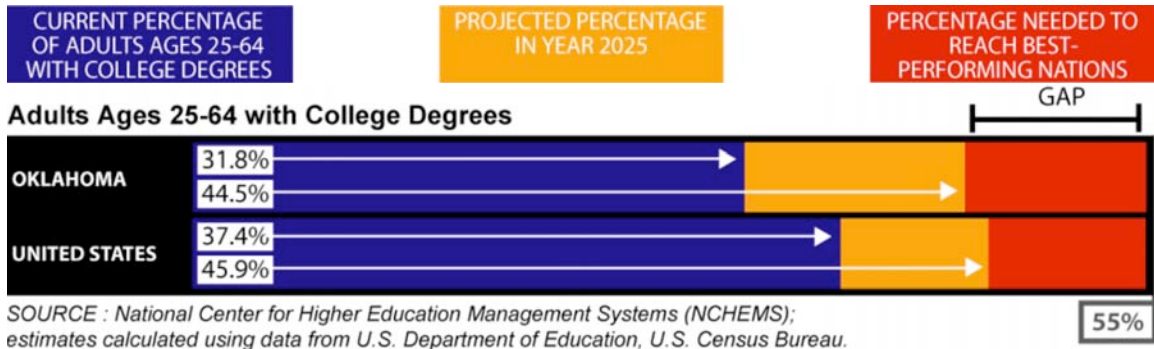 CURRENT PERCENTAGE
OF ADULTS AGES 25-64
WITH COLLEGE DEGREES
PROJECTED PERCENTAGE
IN YEAR 2025
PERCENTAGE NEEDED TO
REACH BEST-
PERFORMING NATIONS
GAP
Adults Ages 25-64 with College Degrees
OKLAHOMA
31.8%
44.5%
UNITED STATES
37.4%
45.9%
SOURCE : National Center for Higher Education Management Systems (NCHEMS);
estimates calculated using data from U.S. Department of Education, U.S. Census Bureau.
55%